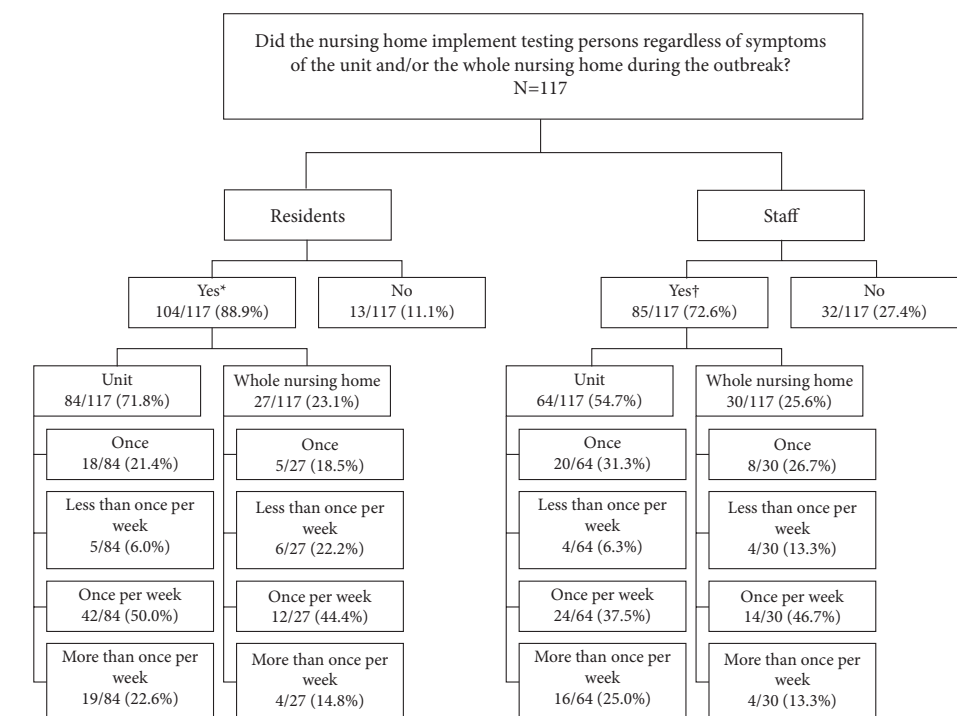 Did the nursing home implement testing persons regardless of symptoms
of the unit and/or the whole nursing home during the outbreak?
N=117
Residents
Staff
Yes*
104/117 (88.9%)
No
13/117 (11.1%)
Yes†
85/117 (72.6%)
No
32/117 (27.4%)
Unit
84/117 (71.8%)
Once
18/84 (21.4%)
Less than once per
week
5/84 (6.0%)
Once per week
42/84 (50.0%)
More than once per
week
19/84 (22.6%)
Whole nursing home
27/117 (23.1%)
Once
5/27 (18.5%)
Less than once per
week
6/27 (22.2%)
Once per week
12/27 (44.4%)
More than once per
week
4/27 (14.8%)
Unit
64/117 (54.7%)
Once
20/64 (31.3%)
Less than once per
week
4/64 (6.3%)
Once per week
24/64 (37.5%)
More than once per
week
16/64 (25.0%)
Whole nursing home
30/117 (25.6%)
Once
8/30 (26.7%)
Less than once per
week
4/30 (13.3%)
Once per week
14/30 (46.7%)
More than once per
week
4/30 (13.3%)